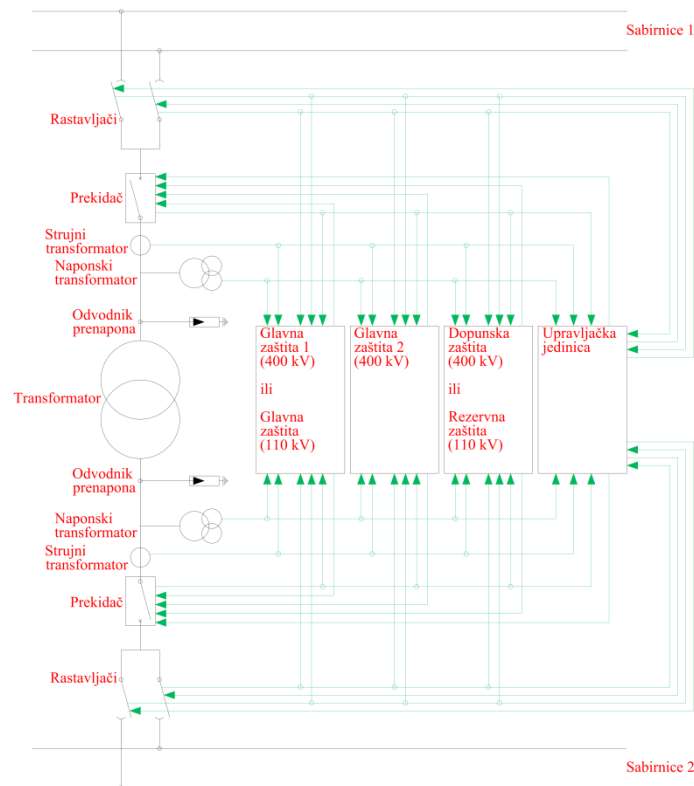 Sabirnice 1
Rastavljači
Prekidač
Strujni
transformator
Naponski
transformator
Odvodnik
prenapona
Transformator
Glavna
zaštita 1
(400 kV)
ili
Glavna
zaštita
(110 kV)
Glavna
zaštita 2
(400 kV)
Dopunska
zaštita
(400 kV)
ili
Rezervna
zaštita
(110 kV)
Upravljačka
jedinica
Odvodnik
prenapona
Naponski
transformator
Strujni
transformator
Prekidač
Rastavljači
Sabirnice 2